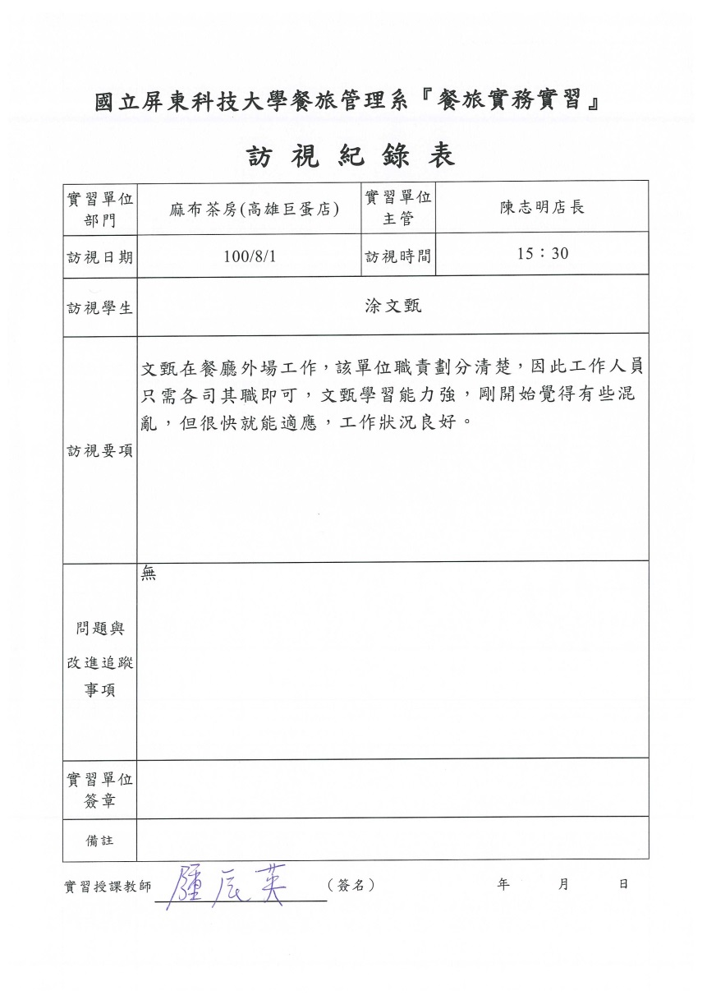 國立屏東科技大學餐旅管理系『餐旅實務實習』
訪視紀錄表
實習單位
部門
麻布茶房(高雄巨蛋店)
實習單位
主管
陳志明店長
訪視日期
100/8/1
訪視時間
15：30
訪視學生
涂文甄
訪視要項
文甄在餐廳外場工作，該單位職責劃分清楚，因此工作人員
只需各司其職即可，文甄學習能力強，剛開始覺得有些混
亂，但很快就能適應，工作狀況良好。
問題與
改進追蹤
事項
無
實習單位
簽章
備註
實習授課教師
（簽名） 年 月 日